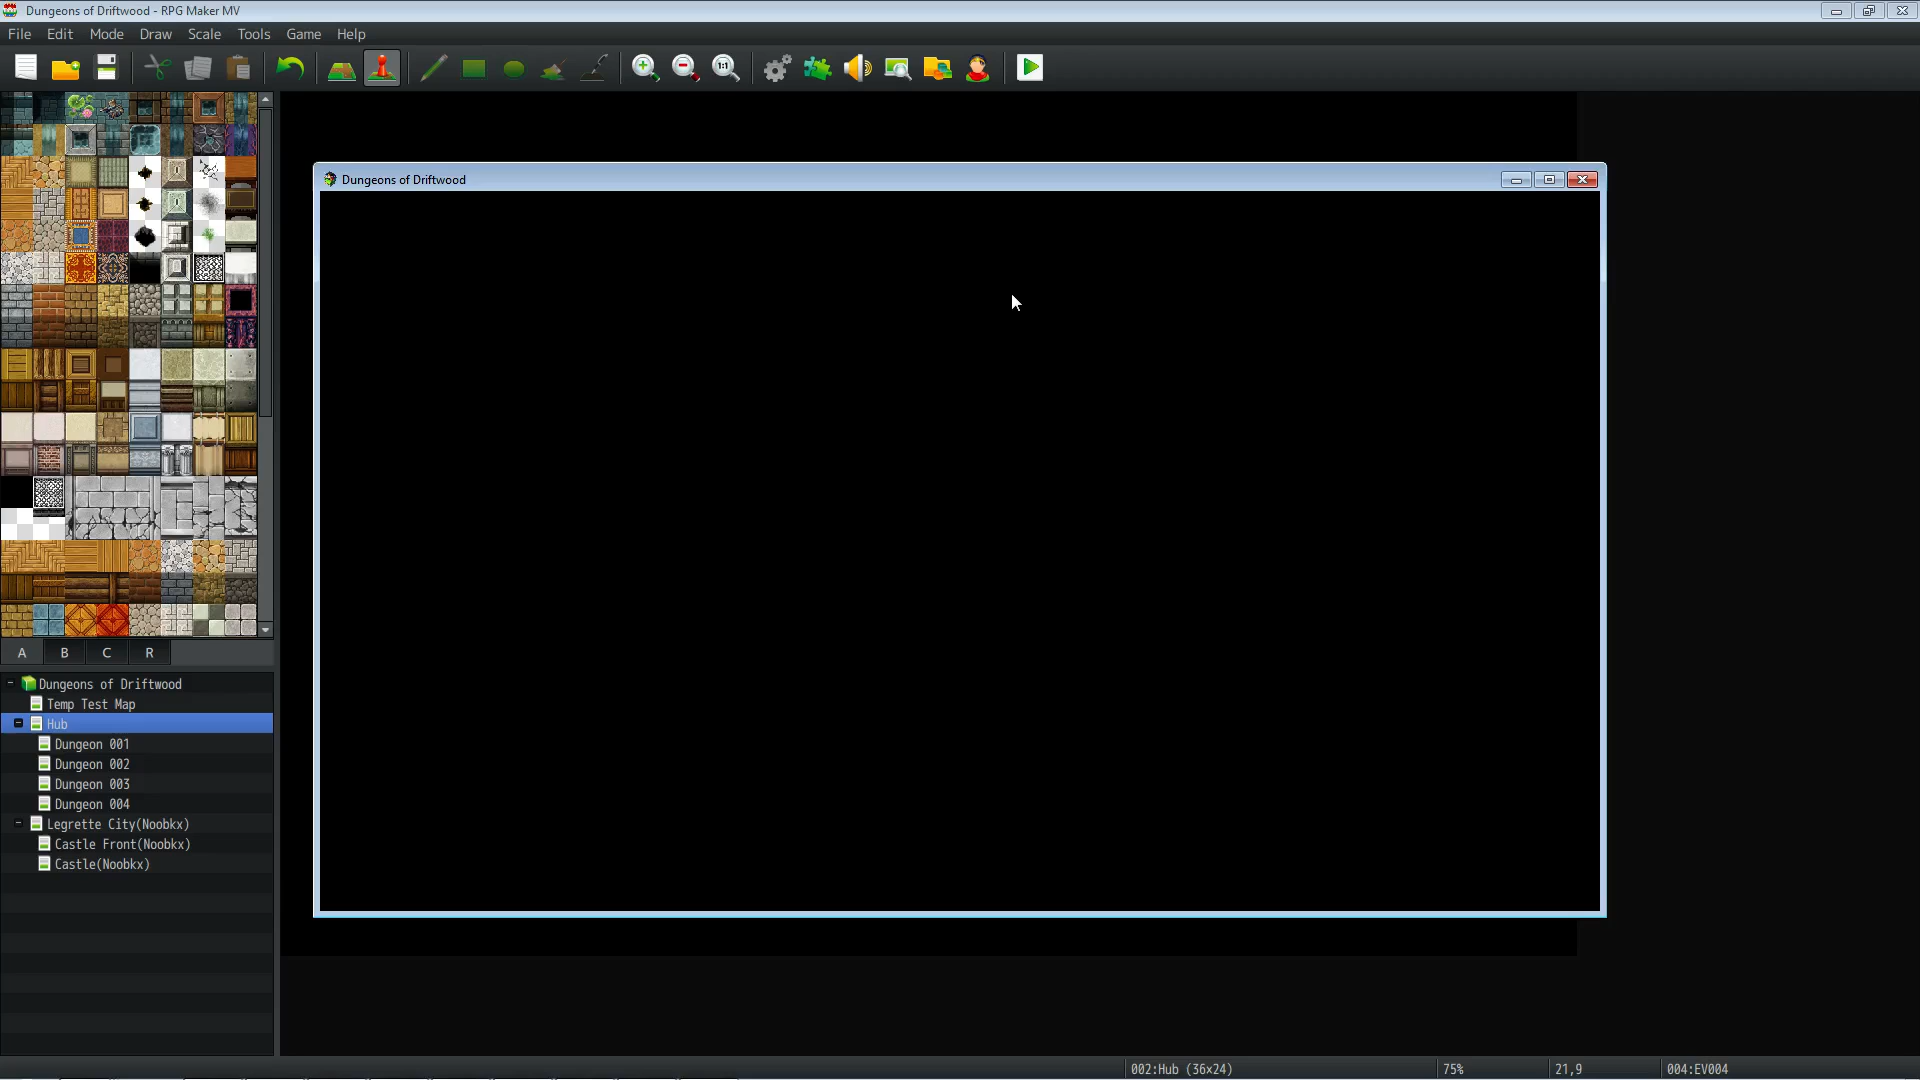 Dungeons of Driftwood - RPG Maker MV
File Edit Mode Draw Scale Tools Game Help
1:1
Dungeons of Driftwood
A B C R
Dungeons of Driftwood
Temp Test Map
Hub
Dungeon 001
Dungeon 002
Dungeon 003
Dungeon 004
Legrette City(Noobkx)
Castle Front(Noobkx)
Castle(Noobkx)
002:Hub (36x24) 75% 21,9 004:EV004